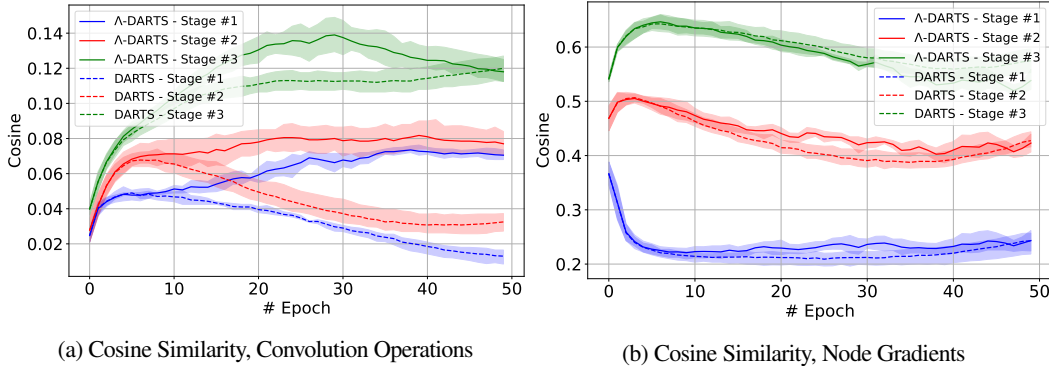 Λ-DARTS - Stage #1
Λ-DARTS - Stage #2
Λ-DARTS - Stage #3
DARTS - Stage #1
DARTS - Stage #2
DARTS - Stage #3
0.14
0.12
0.10
0.08
0.06
0.04
0.02
Cosine
0 10 20 30 40 50
# Epoch
(a) Cosine Similarity, Convolution Operations
Λ-DARTS - Stage #1
Λ-DARTS - Stage #2
Λ-DARTS - Stage #3
DARTS - Stage #1
DARTS - Stage #2
DARTS - Stage #3
0.6
0.5
0.4
0.3
0.2
Cosine
0 10 20 30 40 50
# Epoch
(b) Cosine Similarity, Node Gradients